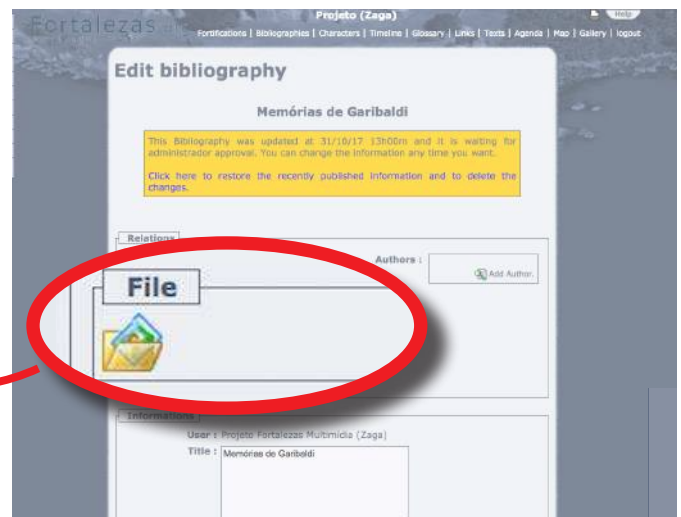 Fortalezas
Projeto (Zaga)
Help
Fortifications | Bibliographies | Characters | Timeline | Glossary | Links | Texts | Agenda | Map | Gallery | logout
Edit bibliography
Memórias de Garibaldi
This Bibliography was updated at 31/10/17 13h00m and it is waiting for
administrador approval. You can change the information any time you want.
Click here to restore the recently published information and to delete the
changes.
Relations
Authors :
Add Author.
File
Informations
User : Projeto Fortalezas Multimídia (Zaga)
Title : Memórias de Garibaldi